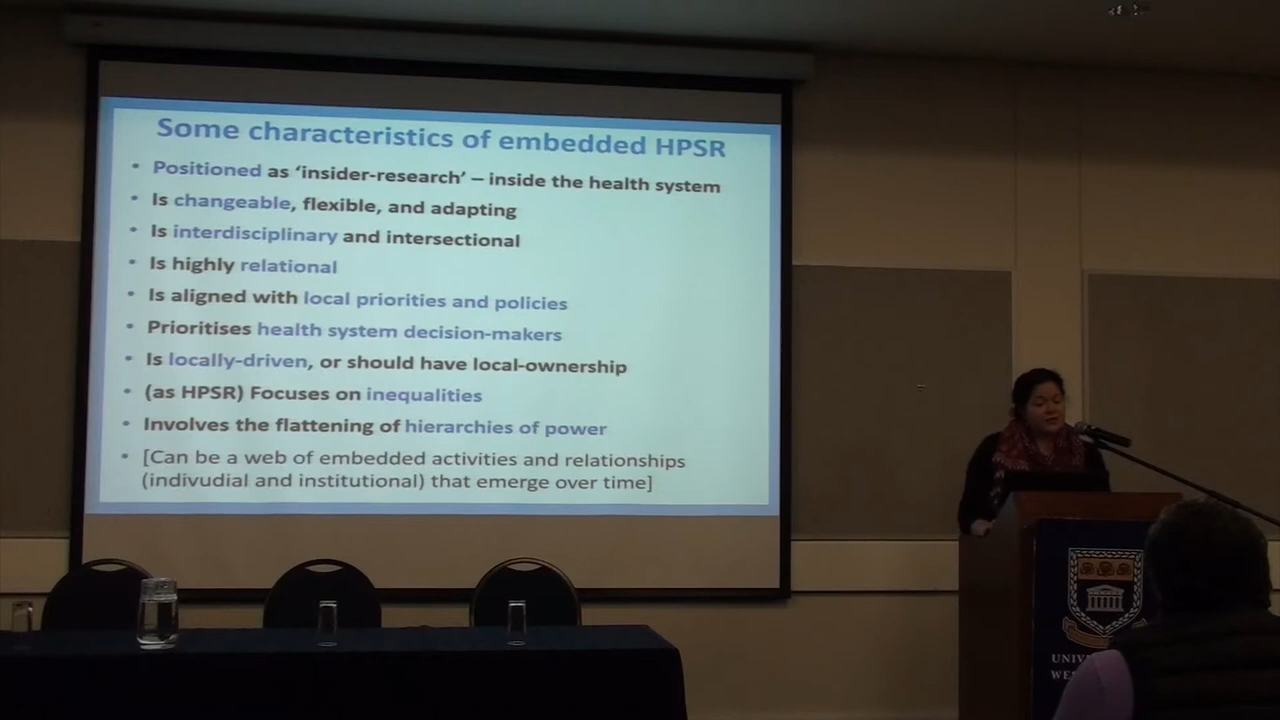 Some characteristics of embedded HPSR
• Positioned as ‘insider-research’ – inside the health system
• Is changeable, flexible, and adapting
• Is interdisciplinary and intersectional
• Is highly relational
• Is aligned with local priorities and policies
• Prioritises health system decision-makers
• Is locally-driven, or should have local-ownership
• (as HPSR) Focuses on inequalities
• Involves the flattening of hierarchies of power
• [Can be a web of embedded activities and relationships
(indivudial and institutional) that emerge over time]